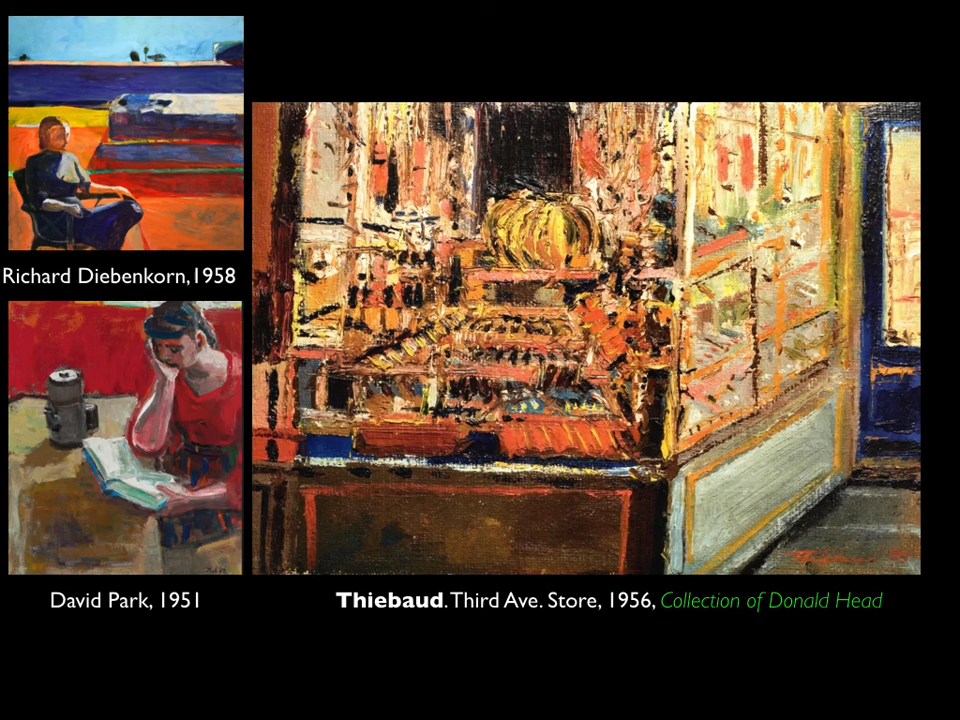 Richard Diebenkorn,1958
David Park, 1951
Thiebaud. Third Ave. Store, 1956, Collection of Donald Head